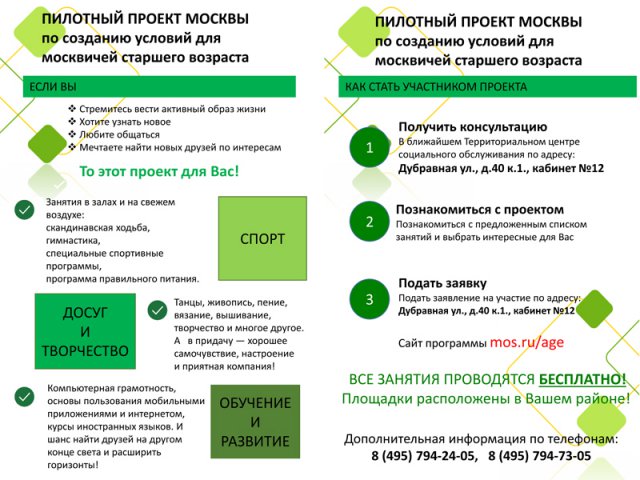 ПИЛОТНЫЙ ПРОЕКТ МОСКВЫ
по созданию условий для
москвичей старшего возраста
ЕСЛИ ВЫ
❖ Стремитесь вести активный образ жизни
❖ Хотите узнать новое
❖ Любите общаться
❖ Мечтаете найти новых друзей по интересам
То этот проект для Вас!
Занятия в залах и на свежем
воздухе:
скандинавская ходьба,
гимнастика,
специальные спортивные
программы,
программа правильного питания.
СПОРТ
ДОСУГ
И
ТВОРЧЕСТВО
Танцы, живопись, пение,
вязание, вышивание,
творчество и многое другое.
А в придачу — хорошее
самочувствие, настроение
и приятная компания!
Компьютерная грамотность,
основы пользования мобильными
приложениями и интернетом,
курсы иностранных языков. И
шанс найти друзей на другом
конце света и расширить
горизонты!
ОБУЧЕНИЕ
И
РАЗВИТИЕ
ПИЛОТНЫЙ ПРОЕКТ МОСКВЫ
по созданию условий для
москвичей старшего возраста
КАК СТАТЬ УЧАСТНИКОМ ПРОЕКТА
1
Получить консультацию
В ближайшем Территориальном центре
социального обслуживания по адресу:
Дубравная ул., д.40 к.1., кабинет №12
2
Познакомиться с проектом
Познакомиться с предложенным списком
занятий и выбрать интересные для Вас
3
Подать заявку
Подать заявление на участие по адресу:
Дубравная ул., д.40 к.1., кабинет №12
Сайт программы mos.ru/age
ВСЕ ЗАНЯТИЯ ПРОВОДЯТСЯ БЕСПЛАТНО!
Площадки расположены в Вашем районе!
Дополнительная информация по телефонам:
8 (495) 794-24-05, 8 (495) 794-73-05